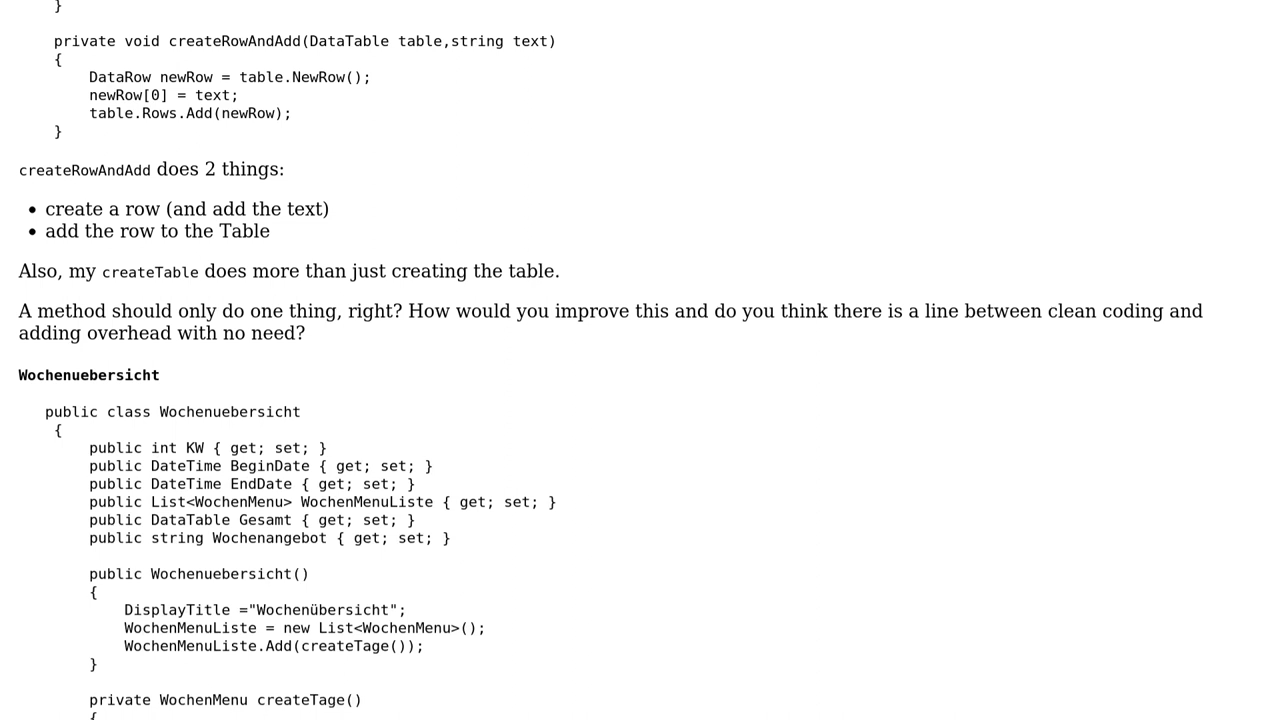 }
private void createRowAndAdd(DataTable table,string text)
{
DataRow newRow = table.NewRow();
newRow[0] = text;
table.Rows.Add(newRow);
}
createRowAndAdd does 2 things:
• create a row (and add the text)
• add the row to the Table
Also, my createTable does more than just creating the table.
A method should only do one thing, right? How would you improve this and do you think there is a line between clean coding and
adding overhead with no need?
Wochenuebersicht
public class Wochenuebersicht
{
public int KW { get; set; }
public DateTime BeginDate { get; set; }
public DateTime EndDate { get; set; }
public List<WochenMenu> WochenMenuListe { get; set; }
public DataTable Gesamt { get; set; }
public string Wochenangebot { get; set; }
public Wochenuebersicht()
{
DisplayTitle ="Wochenübersicht";
WochenMenuListe = new List<WochenMenu>();
WochenMenuListe.Add(createTage());
}
private WochenMenu createTage()
{